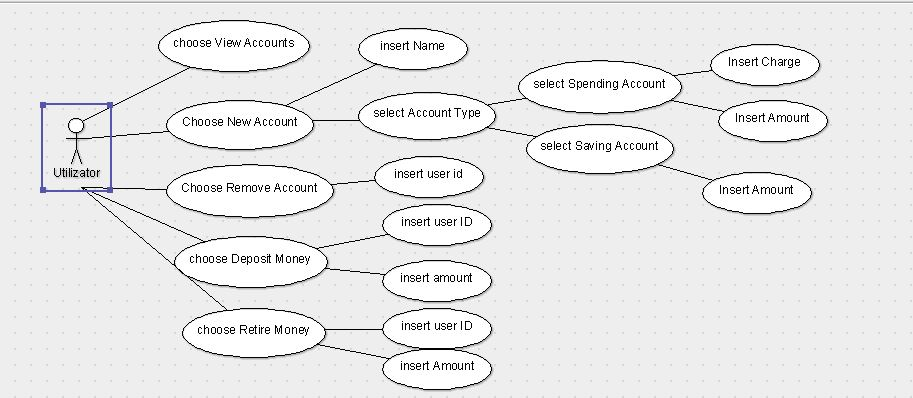 choose View Accounts
insert Name
Insert Charge
select Spending Account
Choose New Account
select Account Type
Insert Amount
select Saving Account
Utilizator
Choose Remove Account
insert user id
Insert Amount
insert user ID
choose Deposit Money
insert amount
choose Retire Money
insert user ID
insert Amount